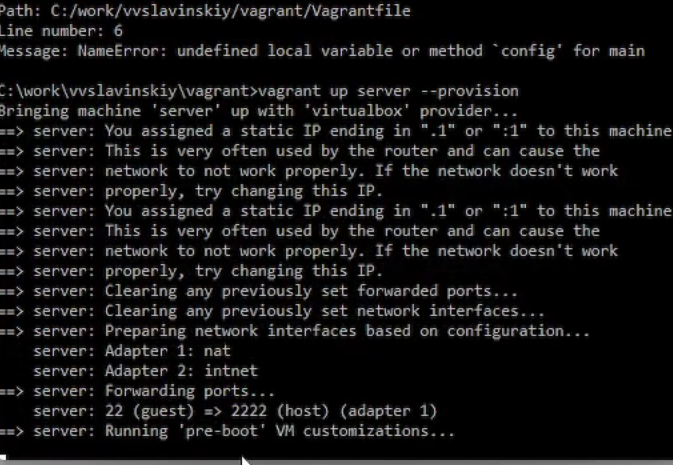 Path: C:/work/vvslavinskiy/vagrant/Vagrantfile
Line number: 6
Message: NameError: undefined local variable or method `config' for main
C:\work\vvslavinskiy\vagrant>vagrant up server --provision
Bringing machine 'server' up with 'virtualbox' provider...
==> server: You assigned a static IP ending in ".1" or ":1" to this machine
==> server: This is very often used by the router and can cause the
==> server: network to not work properly. If the network doesn't work
==> server: properly, try changing this IP.
==> server: You assigned a static IP ending in ".1" or ":1" to this machine
==> server: This is very often used by the router and can cause the
==> server: network to not work properly. If the network doesn't work
==> server: properly, try changing this IP.
==> server: Clearing any previously set forwarded ports...
==> server: Clearing any previously set network interfaces...
==> server: Preparing network interfaces based on configuration...
server: Adapter 1: nat
server: Adapter 2: intnet
==> server: Forwarding ports...
server: 22 (guest) => 2222 (host) (adapter 1)
==> server: Running 'pre-boot' VM customizations...